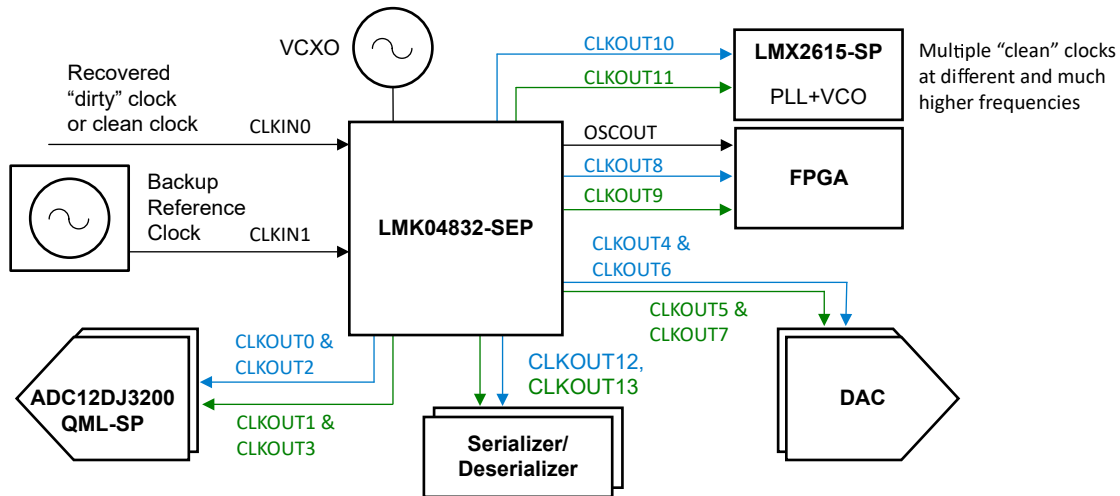 VCXO
Recovered
“dirty” clock
or clean clock
CLKIN0
Backup
Reference
Clock
CLKIN1
LMK04832-SEP
CLKOUT10
CLKOUT11
LMX2615-SP
PLL+VCO
Multiple “clean” clocks
at different and much
higher frequencies
OSCOUT
CLKOUT8
CLKOUT9
FPGA
CLKOUT4 &
CLKOUT6
CLKOUT5 &
CLKOUT7
DAC
CLKOUT0 &
CLKOUT2
ADC12DJ3200
QML-SP
CLKOUT1 &
CLKOUT3
CLKOUT12,
CLKOUT13
Serializer/
Deserializer